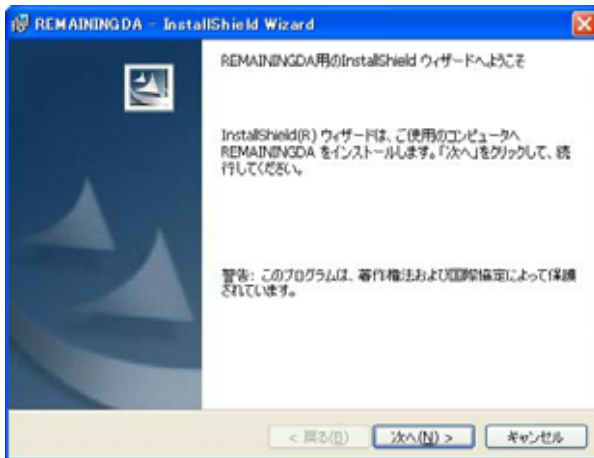 REMAININGDA - InstallShield Wizard
REMAININGDA用のInstallShield ウィザードへようこそ
InstallShield(R) ウィザードは、ご使用のコンピュータへ
REMAININGDA をインストールします。「次へ」をクリックして、続
行してください。
警告: このプログラムは、著作権法および国際協定によって保護
されています。
< 戻る(B)
次へ(N) >
キャンセル